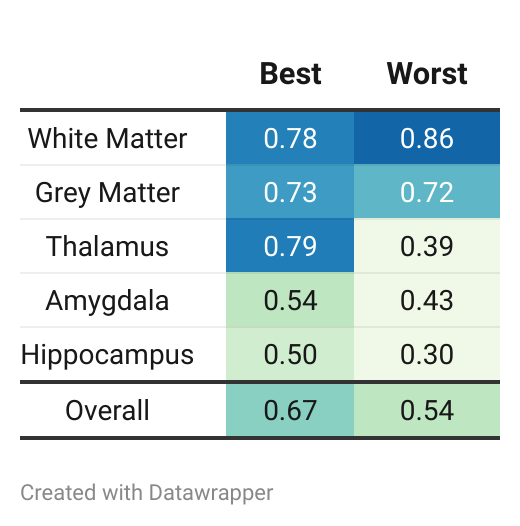 Best Worst
White Matter 0.78 0.86
Grey Matter 0.73 0.72
Thalamus 0.79 0.39
Amygdala 0.54 0.43
Hippocampus 0.50 0.30
Overall 0.67 0.54
Created with Datawrapper